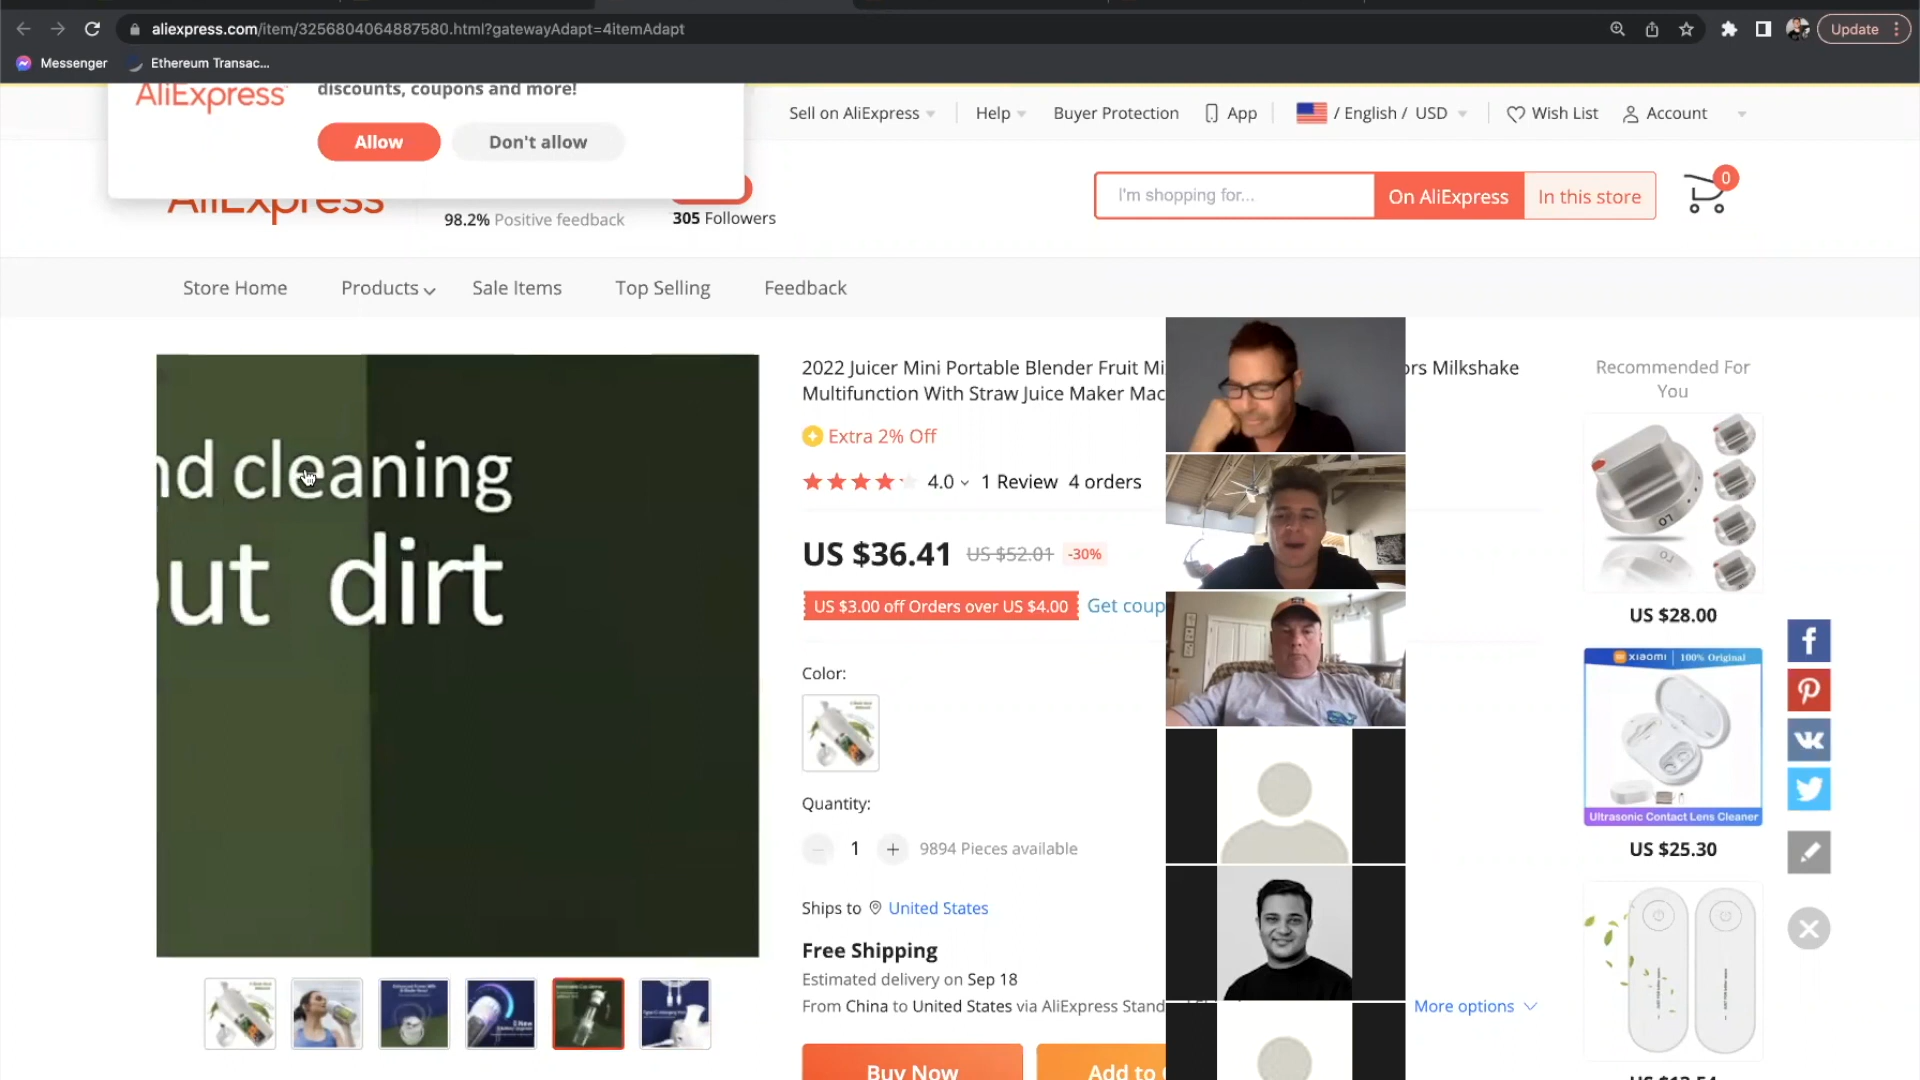 aliexpress.com/item/3256804064887580.html?gatewayAdapt=4itemAdapt
Update
Messenger
Ethereum Transac...
AliExpress
discounts, coupons and more!
Allow
Don't allow
Sell on AliExpress
Help
Buyer Protection
App
/ English / USD
Wish List
Account
AliExpress
98.2% Positive feedback
305 Followers
I'm shopping for...
On AliExpress
In this store
0
Store Home
Products
Sale Items
Top Selling
Feedback
nd cleaning
out dirt
2022 Juicer Mini Portable Blender Fruit Mi
ors Milkshake
Multifunction With Straw Juice Maker Mac
Extra 2% Off
4.0
1 Review
4 orders
US $36.41
US $52.01
-30%
US $3.00 off Orders over US $4.00
Get coup
Color:
Quantity:
1
9894 Pieces available
Ships to
United States
Free Shipping
Estimated delivery on Sep 18
From China to United States via AliExpress Stand
More options
Buy Now
Add to
Recommended For
You
US $28.00
xiaomi
100% Original
Ultrasonic Contact Lens Cleaner
US $25.30